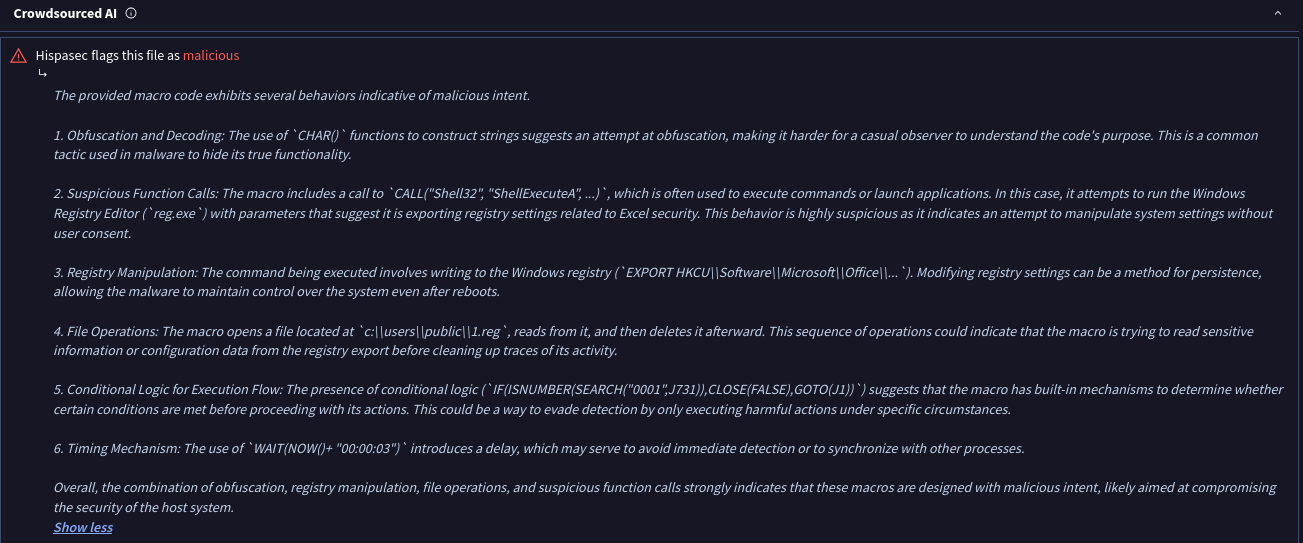 Crowdsourced AI
Hispasec flags this file as malicious
The provided macro code exhibits several behaviors indicative of malicious intent.
1. Obfuscation and Decoding: The use of `CHAR()` functions to construct strings suggests an attempt at obfuscation, making it harder for a casual observer to understand the code's purpose. This is a common
tactic used in malware to hide its true functionality.
2. Suspicious Function Calls: The macro includes a call to `CALL("Shell32", "ShellExecuteA", ...)`, which is often used to execute commands or launch applications. In this case, it attempts to run the Windows
Registry Editor (`reg.exe`) with parameters that suggest it is exporting registry settings related to Excel security. This behavior is highly suspicious as it indicates an attempt to manipulate system settings without
user consent.
3. Registry Manipulation: The command being executed involves writing to the Windows registry (`EXPORT HKCU\\Software\\Microsoft\\Office\\...`). Modifying registry settings can be a method for persistence,
allowing the malware to maintain control over the system even after reboots.
4. File Operations: The macro opens a file located at `c:\\users\\public\\1.reg`, reads from it, and then deletes it afterward. This sequence of operations could indicate that the macro is trying to read sensitive
information or configuration data from the registry export before cleaning up traces of its activity.
5. Conditional Logic for Execution Flow: The presence of conditional logic (`IF(ISNUMBER(SEARCH("0001",J731)),CLOSE(FALSE),GOTO(J1))`) suggests that the macro has built-in mechanisms to determine whether
certain conditions are met before proceeding with its actions. This could be a way to evade detection by only executing harmful actions under specific circumstances.
6. Timing Mechanism: The use of `WAIT(NOW()+ "00:00:03")` introduces a delay, which may serve to avoid immediate detection or to synchronize with other processes.
Overall, the combination of obfuscation, registry manipulation, file operations, and suspicious function calls strongly indicates that these macros are designed with malicious intent, likely aimed at compromising
the security of the host system.
Show less